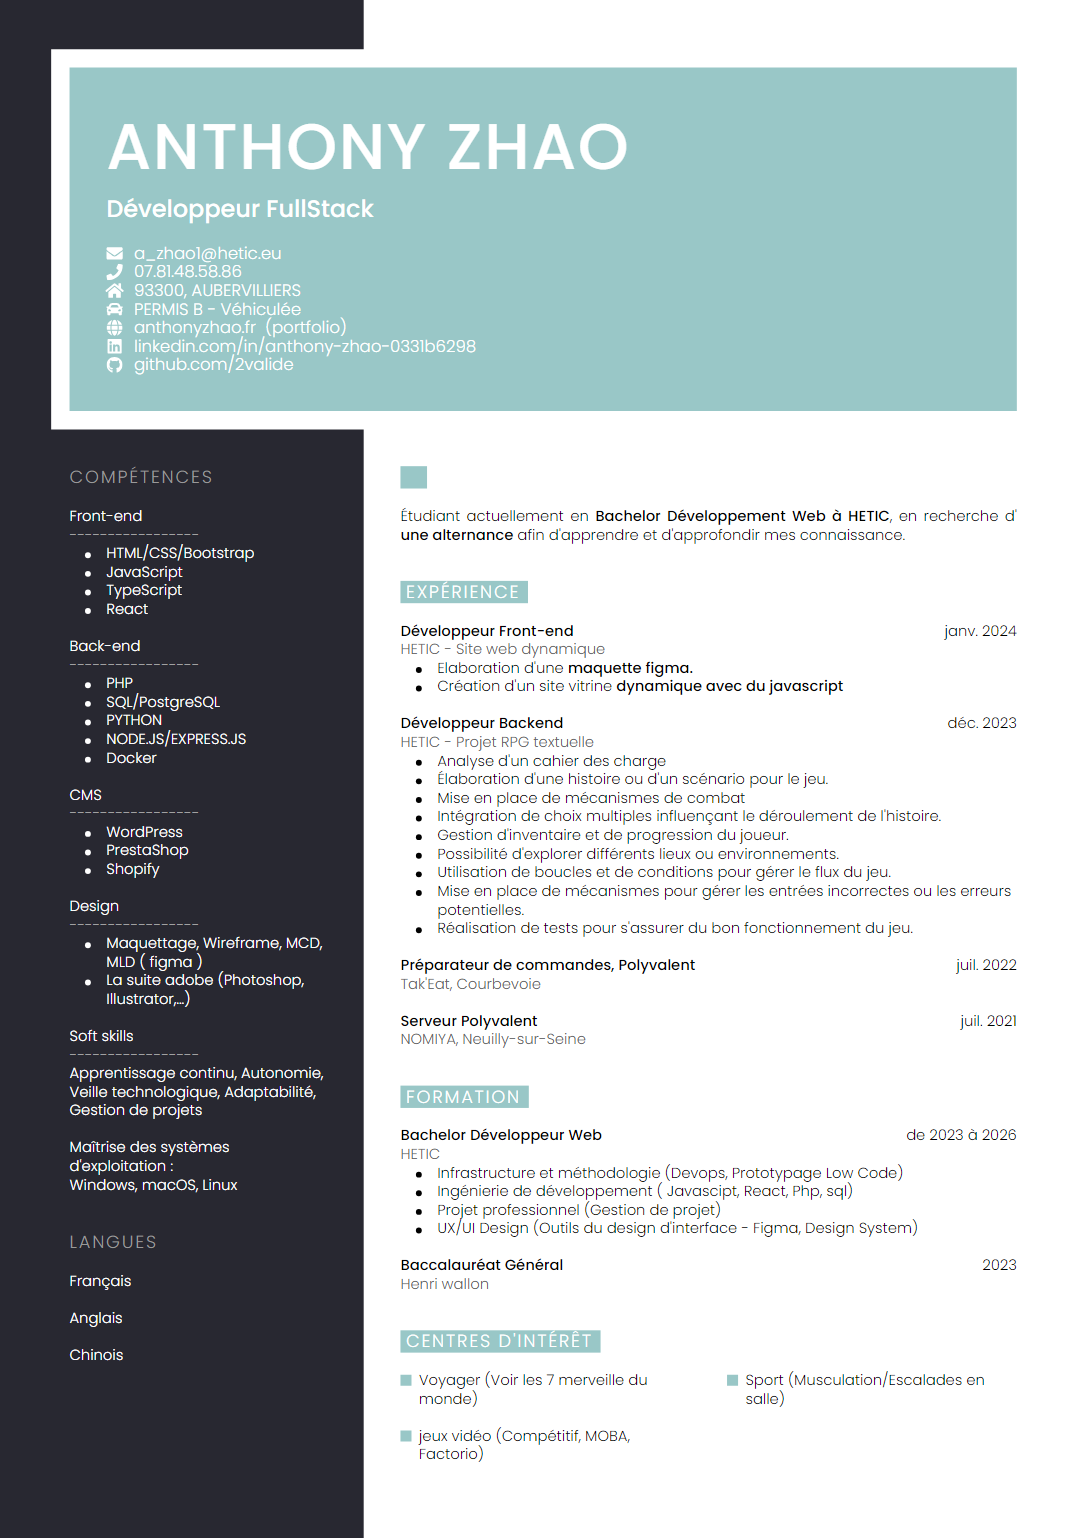 ANTHONY ZHAO
Développeur FullStack
a_zhao1@hetic.eu
07.81.48.58.86
93300, AUBERVILLIERS
PERMIS B - Véhiculée
anthonyzhao.fr (portfolio)
linkedin.com/in/anthony-zhao-0331b6298
github.com/2valide
COMPÉTENCES
Front-end
-----------------
HTML/CSS/Bootstrap
JavaScript
TypeScript
React
Back-end
-----------------
PHP
SQL/PostgreSQL
PYTHON
NODE.JS/EXPRESS.JS
Docker
CMS
-----------------
WordPress
PrestaShop
Shopify
Design
-----------------
Maquettage, Wireframe, MCD,
MLD ( figma )
La suite adobe (Photoshop,
Illustrator,...)
Soft skills
-----------------
Apprentissage continu, Autonomie,
Veille technologique, Adaptabilité,
Gestion de projets
Maîtrise des systèmes
d'exploitation :
Windows, macOS, Linux
LANGUES
Français
Anglais
Chinois
Étudiant actuellement en Bachelor Développement Web à HETIC, en recherche d'
une alternance afin d'apprendre et d'approfondir mes connaissance.
EXPÉRIENCE
Développeur Front-end janv. 2024
HETIC - Site web dynamique
Elaboration d'une maquette figma.
Création d'un site vitrine dynamique avec du javascript
Développeur Backend déc. 2023
HETIC - Projet RPG textuelle
Analyse d'un cahier des charge
Élaboration d'une histoire ou d'un scénario pour le jeu.
Mise en place de mécanismes de combat
Intégration de choix multiples influençant le déroulement de l'histoire.
Gestion d'inventaire et de progression du joueur.
Possibilité d'explorer différents lieux ou environnements.
Utilisation de boucles et de conditions pour gérer le flux du jeu.
Mise en place de mécanismes pour gérer les entrées incorrectes ou les erreurs
potentielles.
Réalisation de tests pour s'assurer du bon fonctionnement du jeu.
Préparateur de commandes, Polyvalent juil. 2022
Tak'Eat, Courbevoie
Serveur Polyvalent juil. 2021
NOMIYA, Neuilly-sur-Seine
FORMATION
Bachelor Développeur Web de 2023 à 2026
HETIC
Infrastructure et méthodologie (Devops, Prototypage Low Code)
Ingénierie de développement ( Javascipt, React, Php, sql)
Projet professionnel (Gestion de projet)
UX/UI Design (Outils du design d'interface - Figma, Design System)
Baccalauréat Général 2023
Henri wallon
CENTRES D'INTÉRÊT
Voyager (Voir les 7 merveille du
monde)
Sport (Musculation/Escalades en
salle)
jeux vidéo (Compétitif, MOBA,
Factorio)